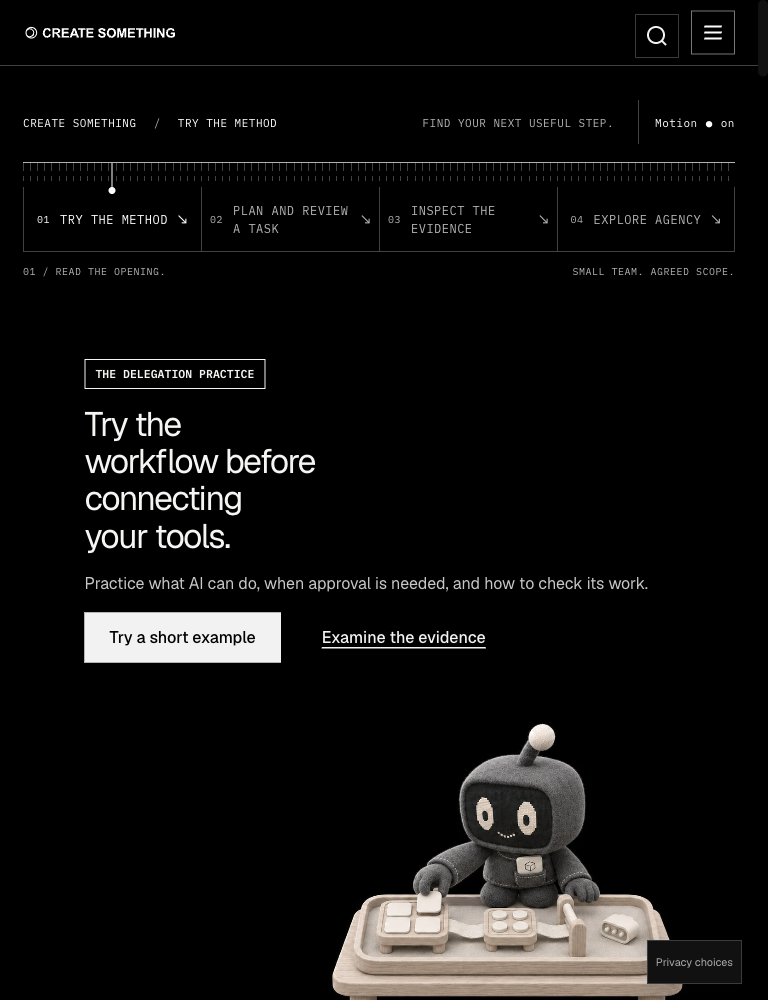 CREATE SOMETHING
CREATE SOMETHING / TRY THE METHOD
FIND YOUR NEXT USEFUL STEP.
Motion ● on
01 TRY THE METHOD ↘
02 PLAN AND REVIEW
A TASK ↘
03 INSPECT THE
EVIDENCE ↘
04 EXPLORE AGENCY ↘
01 / READ THE OPENING.
SMALL TEAM. AGREED SCOPE.
THE DELEGATION PRACTICE
Try the
workflow before
connecting
your tools.
Practice what AI can do, when approval is needed, and how to check its work.
Try a short example
Examine the evidence
Privacy choices